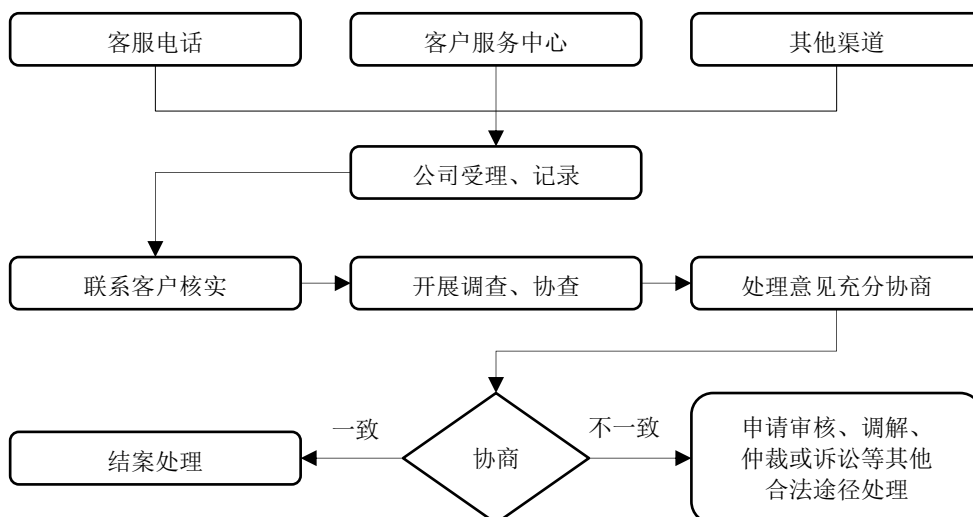 客服电话
客户服务中心
其他渠道
公司受理、记录
联系客户核实
开展调查、协查
处理意见充分协商
一致
不一致
结案处理
协商
申请审核、调解、
仲裁或诉讼等其他
合法途径处理